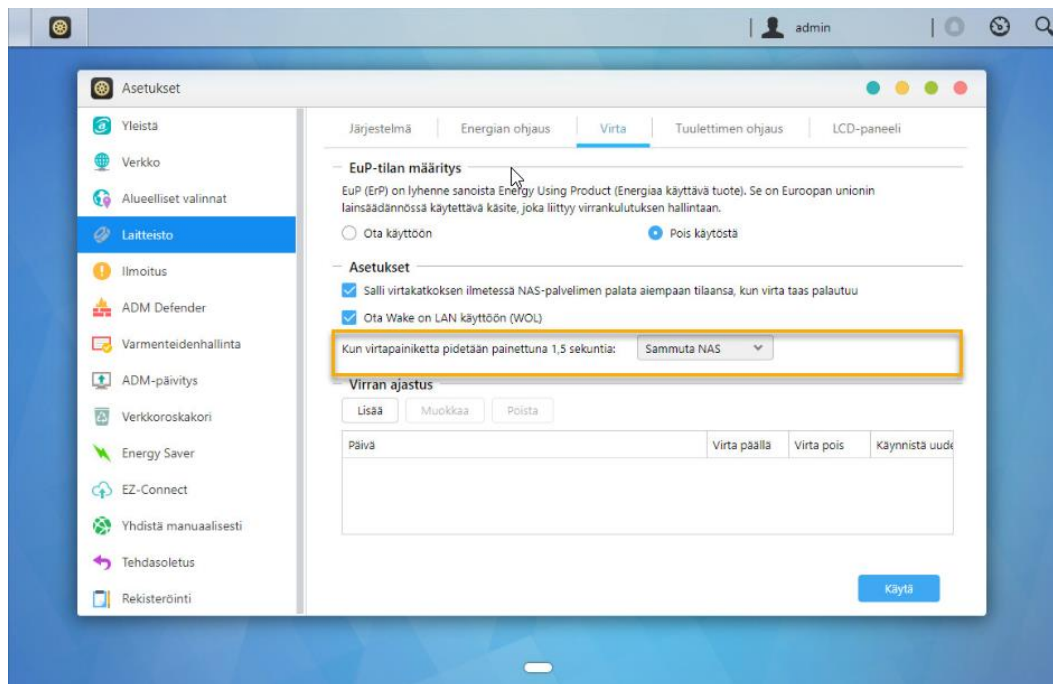 admin
Asetukset
Yleistä
Verkko
Alueelliset valinnat
Laitteisto
Ilmoitus
ADM Defender
Varmenteidenhallinta
ADM-päivitys
Verkkoroskakori
Energy Saver
EZ-Connect
Yhdistä manuaalisesti
Tehdasoletus
Rekisteröinti
Järjestelmä Energian ohjaus Virta Tuulettimen ohjaus LCD-paneeli
EuP-tilan määritys
EuP (ErP) on lyhenne sanoista Energy Using Product (Energiaa käyttävä tuote). Se on Euroopan unionin
lainsäädännössä käytettävä käsite, joka liittyy virrankulutuksen hallintaan.
Ota käyttöön Pois käytöstä
Asetukset
Salli virtakatkoksen ilmetessä NAS-palvelimen palata aiempaan tilaansa, kun virta taas palautuu
Ota Wake on LAN käyttöön (WOL)
Kun virtapainiketta pidetään painettuna 1,5 sekuntia: Sammuta NAS
Virran ajastus
Lisää Muokkaa Poista
Päivä Virta päällä Virta pois Käynnistä uude
Käytä